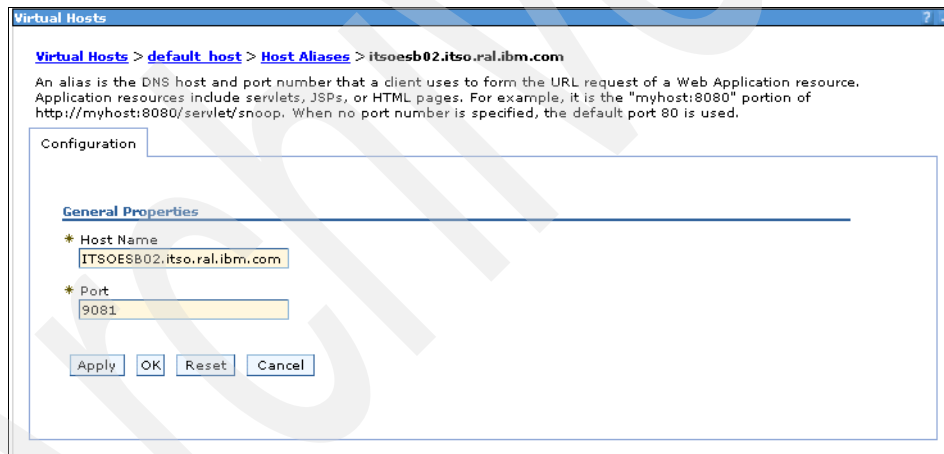 Virtual Hosts ?
Virtual Hosts > default_host > Host Aliases > itsoesb02.itso.ral.ibm.com
An alias is the DNS host and port number that a client uses to form the URL request of a Web Application resource.
Application resources include servlets, JSPs, or HTML pages. For example, it is the "myhost:8080" portion of
http://myhost:8080/servlet/snoop. When no port number is specified, the default port 80 is used.
Configuration
General Properties
* Host Name
ITSOESB02.itso.ral.ibm.com
* Port
9081
Apply OK Reset Cancel